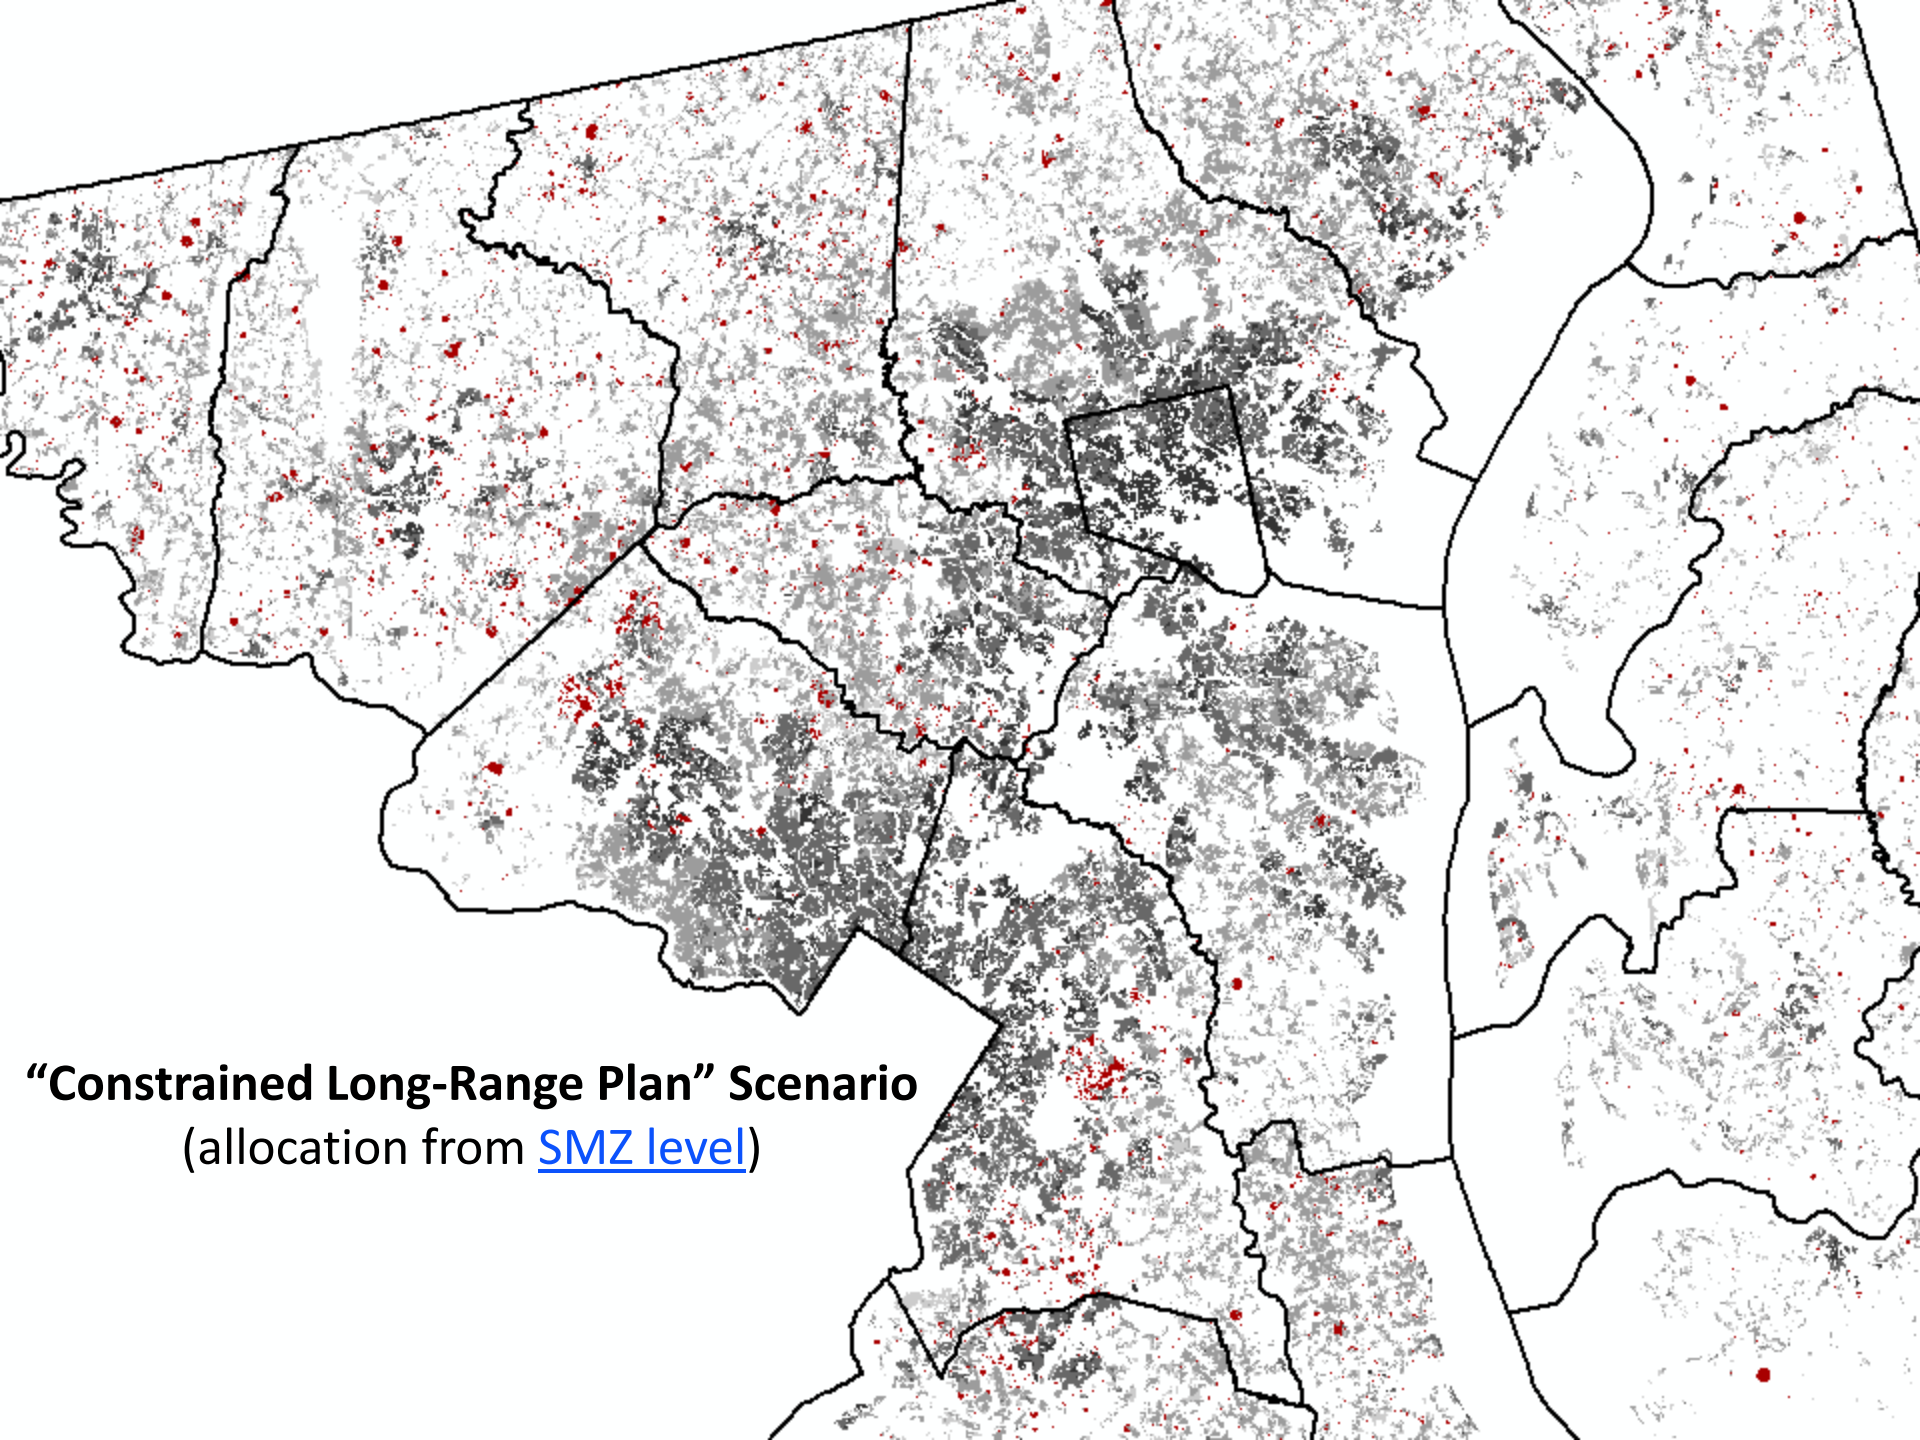 “Constrained Long-Range Plan” Scenario
(allocation from SMZ level)